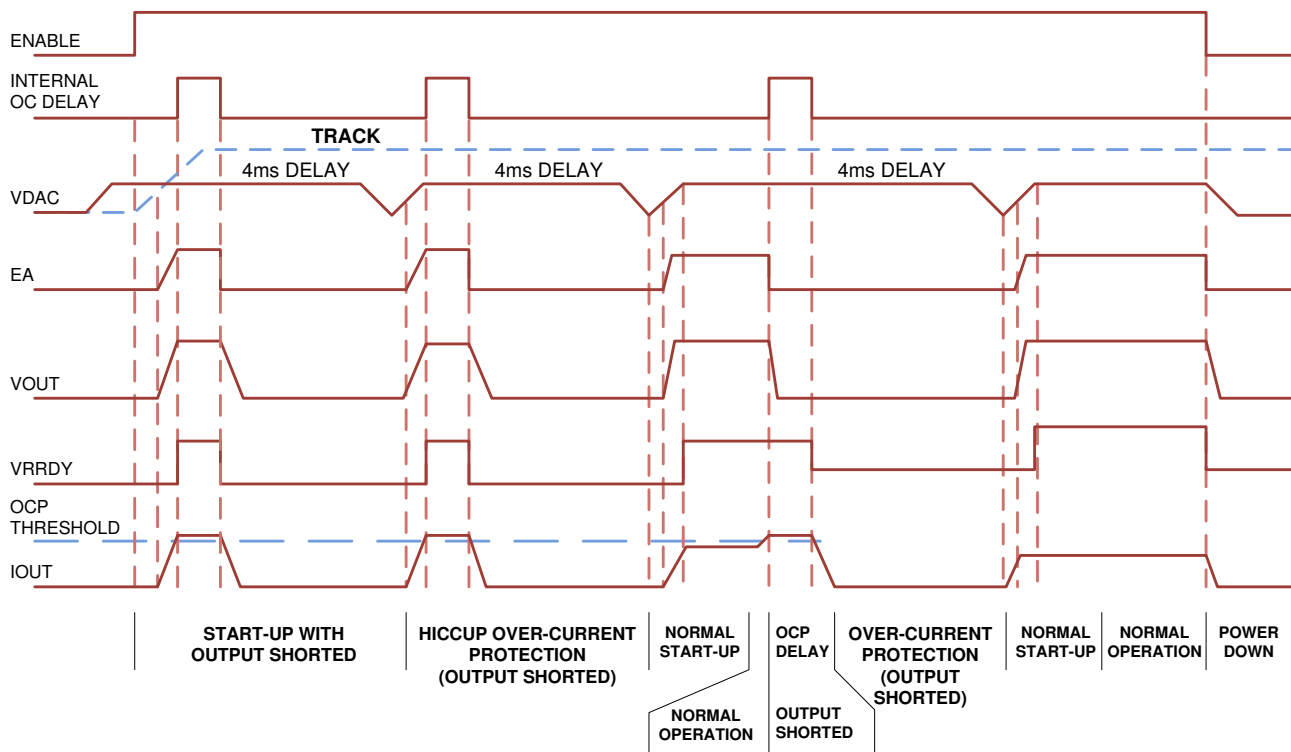 ENABLE
INTERNAL
OC DELAY
TRACK
4ms DELAY
4ms DELAY
4ms DELAY
VDAC
EA
VOUT
VRRDY
OCP
THRESHOLD
IOUT
START-UP WITH
OUTPUT SHORTED
HICCUP OVER-CURRENT
PROTECTION
(OUTPUT SHORTED)
NORMAL
START-UP
OCP
DELAY
OVER-CURRENT
PROTECTION
(OUTPUT
SHORTED)
NORMAL
START-UP
NORMAL
OPERATION
POWER
DOWN
NORMAL
OPERATION
OUTPUT
SHORTED